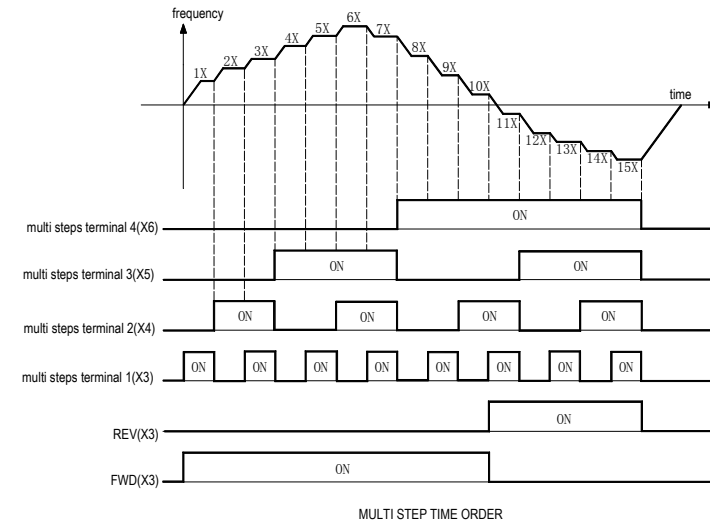 frequency
1X
2X
3X
4X
5X
6X
7X
8X
9X
10X
11X
12X
13X
14X
15X
time
multi steps terminal 4(X6)
ON
multi steps terminal 3(X5)
ON
ON
multi steps terminal 2(X4)
ON
ON
ON
ON
multi steps terminal 1(X3)
ON
ON
ON
ON
ON
ON
ON
ON
REV(X3)
ON
FWD(X3)
ON
MULTI STEP TIME ORDER